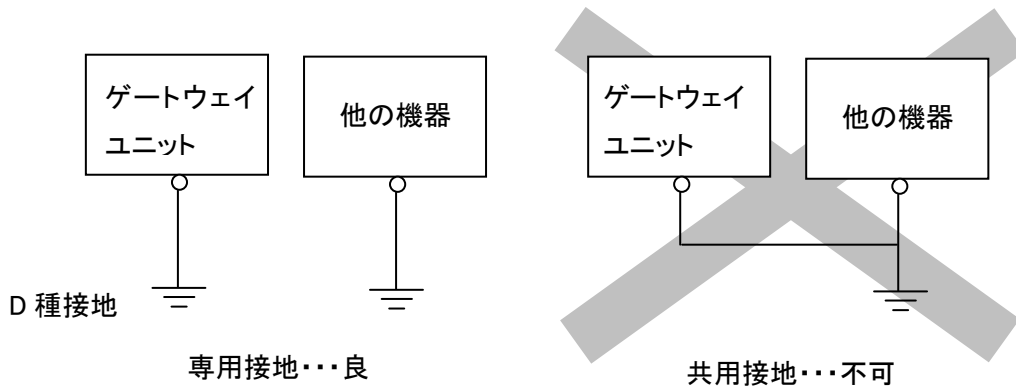 ゲートウェイ
ユニット
他の機器
D 種接地
専用接地・・・良
ゲートウェイ
ユニット
他の機器
共用接地・・・不可